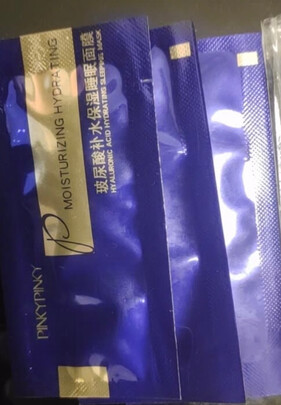 PINKYPINKY
P MOISTURIZING HYDRATING
玻尿酸补水保湿睡眠面膜
HYALURONIC ACID HYDRATING SLEEPING MASK